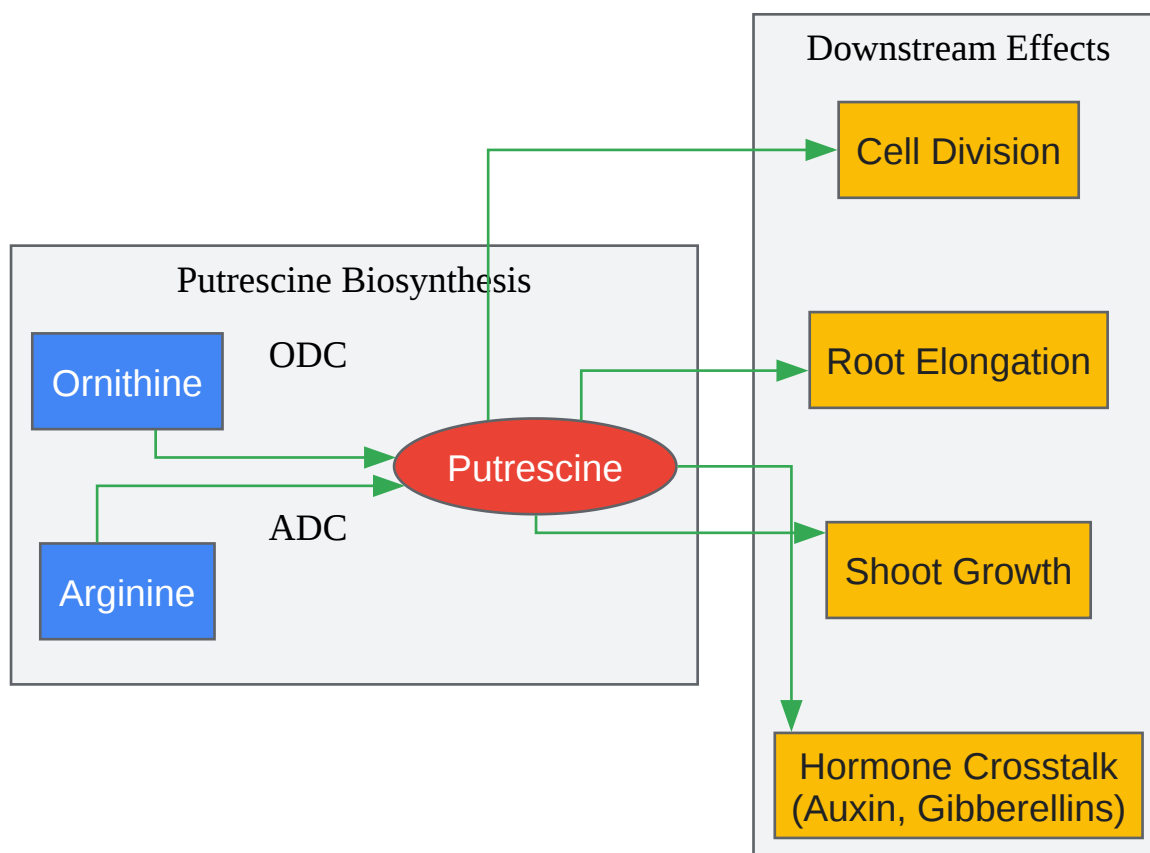 Downstream Effects
Cell Division
Putrescine Biosynthesis
ODC
Ornithine
Root Elongation
Putrescine
ADC
Arginine
Shoot Growth
Hormone Crosstalk
(Auxin, Gibberellins)